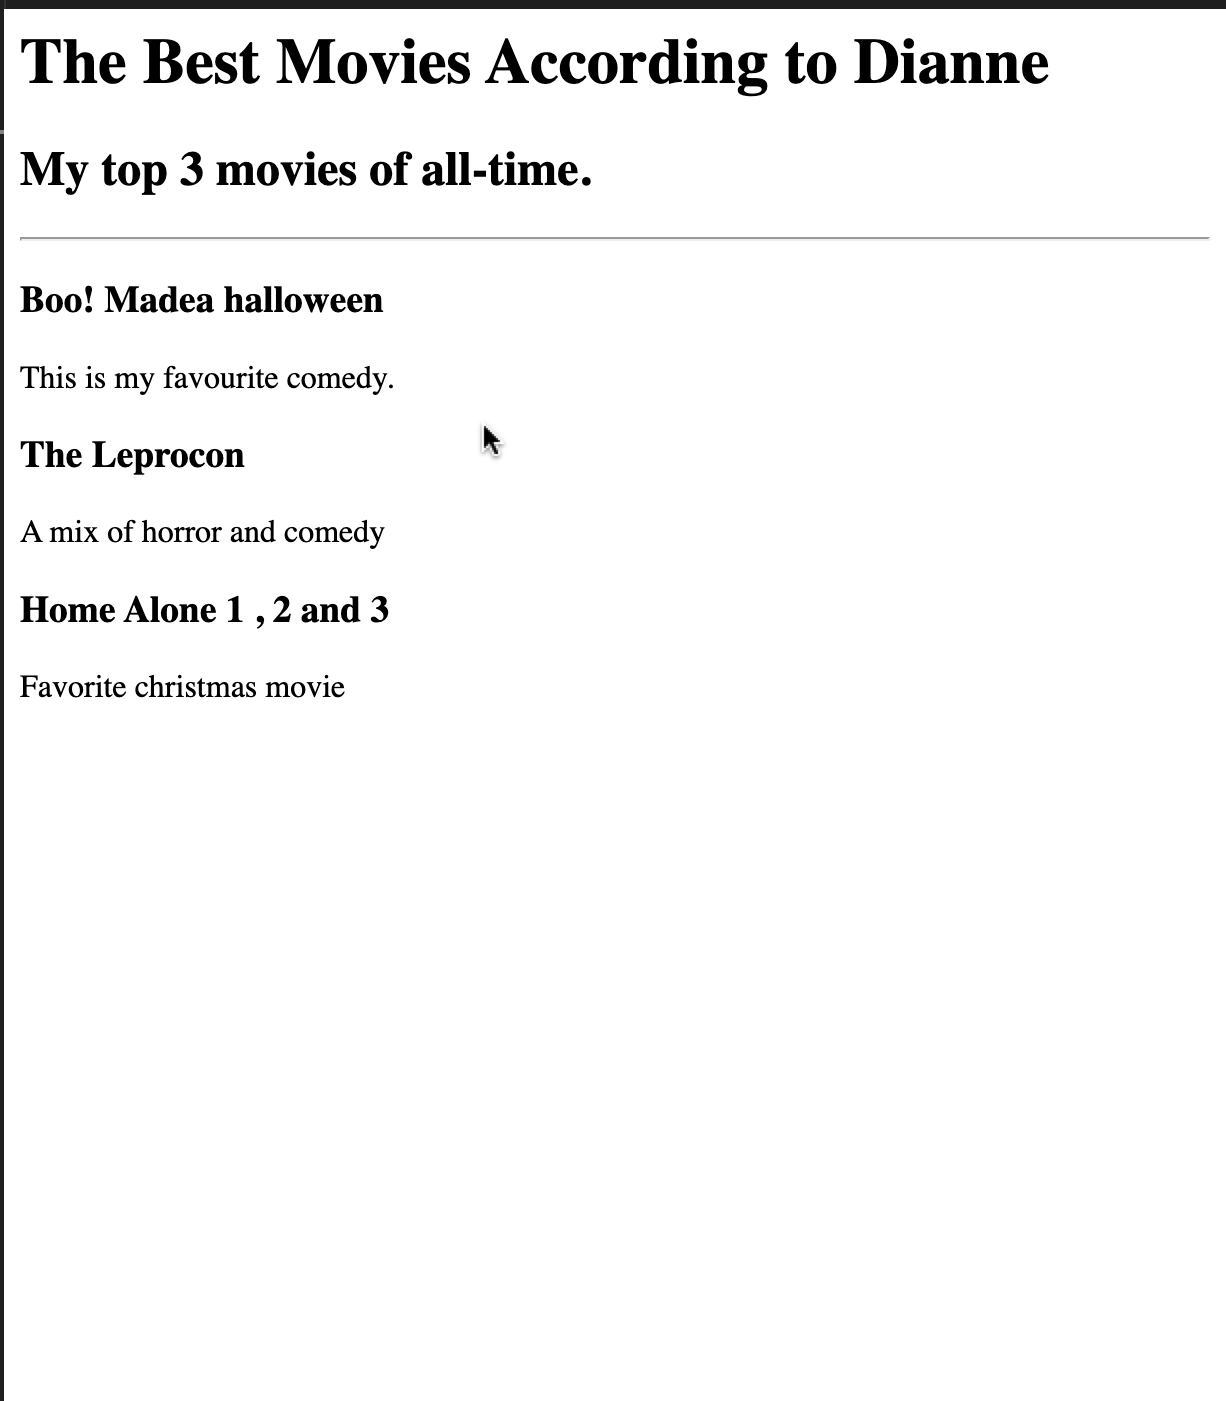 The Best Movies According to Dianne
My top 3 movies of all-time.
Boo! Madea halloween
This is my favourite comedy.
The Leprocon
A mix of horror and comedy
Home Alone 1 , 2 and 3
Favorite christmas movie